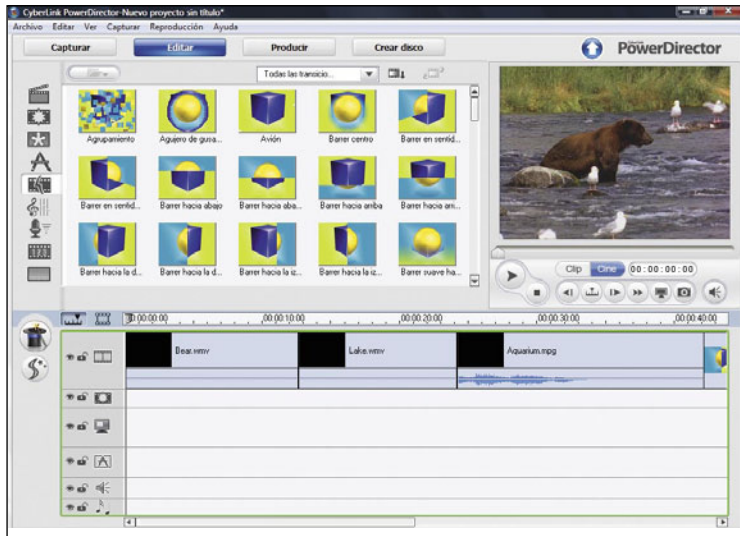 CyberLink PowerDirector-Nuevo proyecto sin título*
Archivo Editar Ver Capturar Reproducción Ayuda
Capturar Editar Producir Crear disco
CyberLink PowerDirector
Todas las transicio...
Agrupamiento Agujero de gusa... Avión Barrer centro Barrer en sentid...
Barrer en sentid... Barrer hacia abajo Barrer hacia aba... Barrer hacia arriba Barrer hacia arri...
Barrer hacia la d... Barrer hacia la d... Barrer hacia la iz... Barrer hacia la iz... Barrer suave ha...
Clip Cine 00:00:00:00
00:00:00:00 00:00:10:00 00:00:20:00 00:00:30:00 00:00:40:00
Bear.wmv Lake.wmv Aquarium.mpg